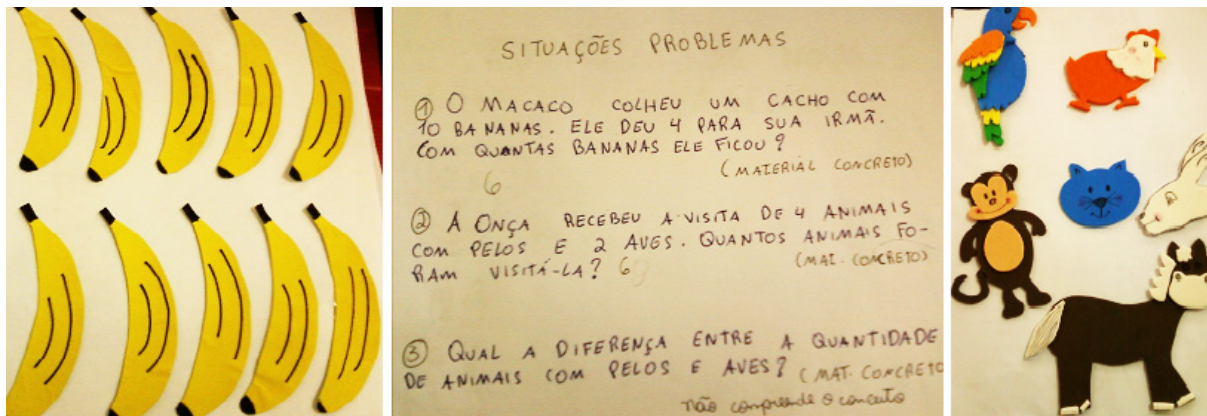 SITUAÇÕES PROBLEMAS
① O MACACO COLHEU UM CACHO COM
10 BANANAS. ELE DEU 4 PARA SUA IRMÃ.
COM QUANTAS BANANAS ELE FICOU?
(MATERIAL CONCRETO)
6
② A ONÇA RECEBEU A VISITA DE 4 ANIMAIS
COM PELOS E 2 AVES. QUANTOS ANIMAIS FO-
RAM VISITÁ-LA? 6
(MAT. CONCRETO)
③ QUAL A DIFERENÇA ENTRE A QUANTIDADE
DE ANIMAIS COM PELOS E AVES? (MAT. CONCRETO
não compreende o conceito